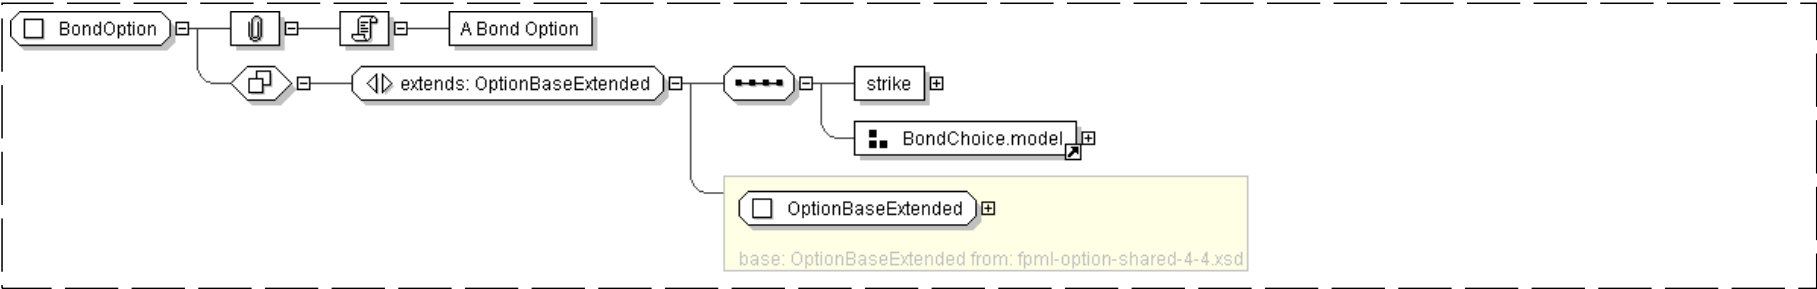 BondOption
A Bond Option
extends: OptionBaseExtended
strike
BondChoice.model
OptionBaseExtended
base: OptionBaseExtended from: fpml-option-shared-4-4.xsd